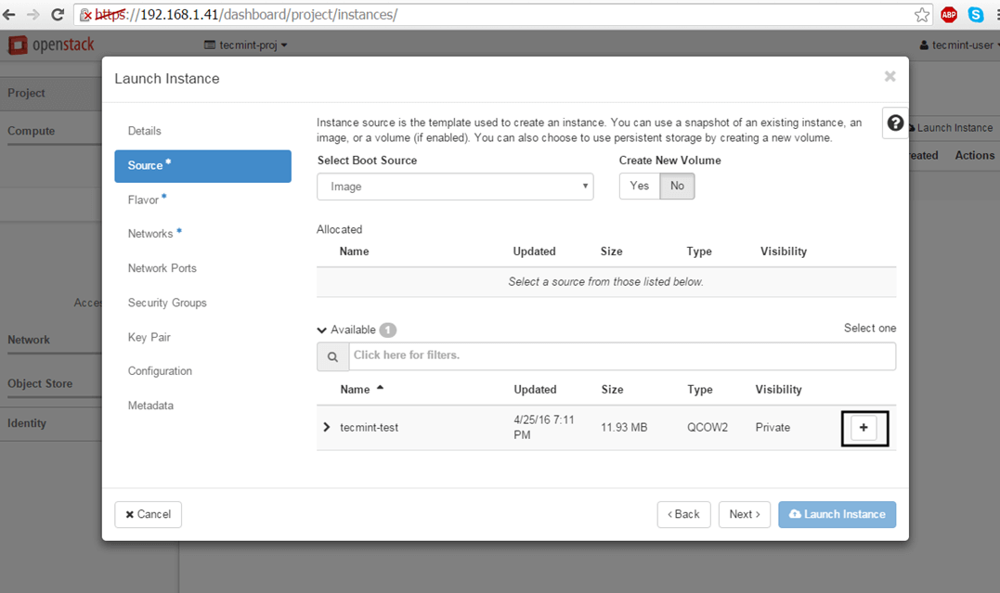 https://192.168.1.41/dashboard/project/instances/
ABP
openstack
tecmint-proj
tecmint-user
Launch Instance
Project
Compute
Network
Object Store
Identity
Launch Instance
Actions
Details
Source *
Flavor *
Networks *
Network Ports
Security Groups
Key Pair
Configuration
Metadata
Instance source is the template used to create an instance. You can use a snapshot of an existing instance, an
image, or a volume (if enabled). You can also choose to use persistent storage by creating a new volume.
Select Boot Source Create New Volume
Image Yes No
Allocated
Name Updated Size Type Visibility
Select a source from those listed below.
Available 1 Select one
Click here for filters.
Name Updated Size Type Visibility
tecmint-test 4/25/16 7:11 PM 11.93 MB QCOW2 Private +
Cancel < Back Next > Launch Instance